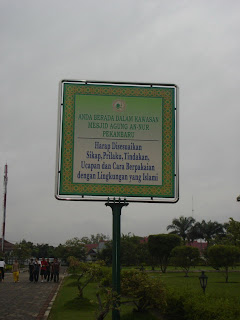 ANDA BERADA DALAM KAWASAN
MESJID AGUNG AN-NUR
PEKANBARU
Harap Disesuaikan
Sikap, Prilaku, Tindakan,
Ucapan dan Cara Berpakaian
dengan Lingkungan yang Islami